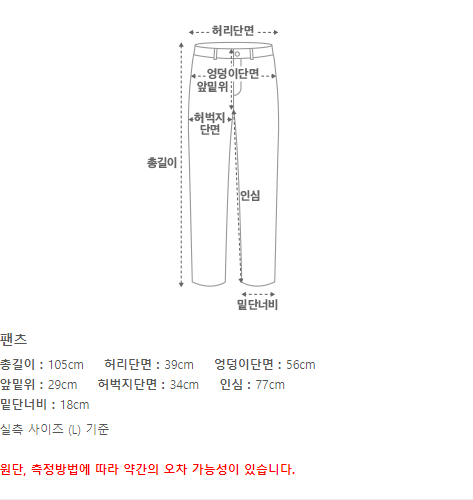 허리단면
엉덩이단면
앞밑위
허벅지
단면
총길이
인심
밑단너비
팬츠
총길이 : 105cm 허리단면 : 39cm 엉덩이단면 : 56cm
앞밑위 : 29cm 허벅지단면 : 34cm 인심 : 77cm
밑단너비 : 18cm
실측 사이즈 (L) 기준
원단, 측정방법에 따라 약간의 오차 가능성이 있습니다.